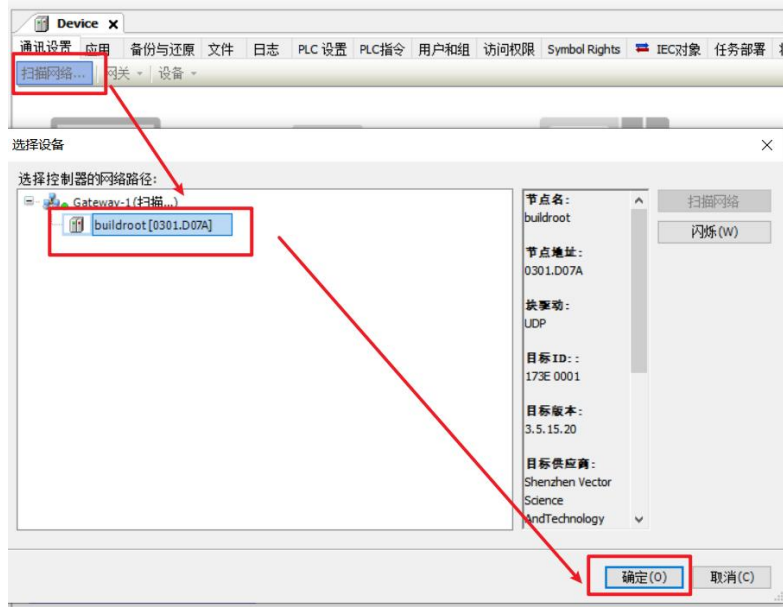 Device
通讯设置 应用 备份与还原 文件 日志 PLC 设置 PLC指令 用户和组 访问权限 Symbol Rights IEC对象 任务部署
扫描网络... 网关 设备
选择设备
选择控制器的网络路径:
Gateway-1(扫描...)
buildroot [0301.D07A]
节点名:
buildroot
节点地址:
0301.D07A
块驱动:
UDP
目标ID::
173E 0001
目标版本:
3.5.15.20
目标供应商:
Shenzhen Vector
Science
AndTechnology
扫描网络
闪烁(W)
确定(O)
取消(C)